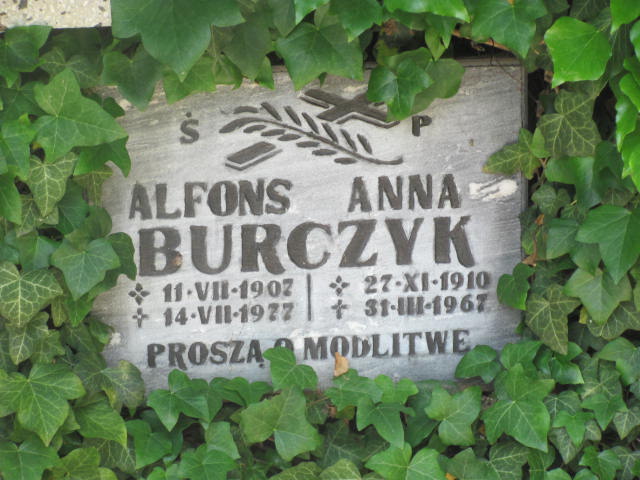 Ś P
ALFONS ANNA
BURCZYK
11·VII·1907 27·XI·1910
14·VII·1977 31·III·1967
PROSZĄ O MODLITWE